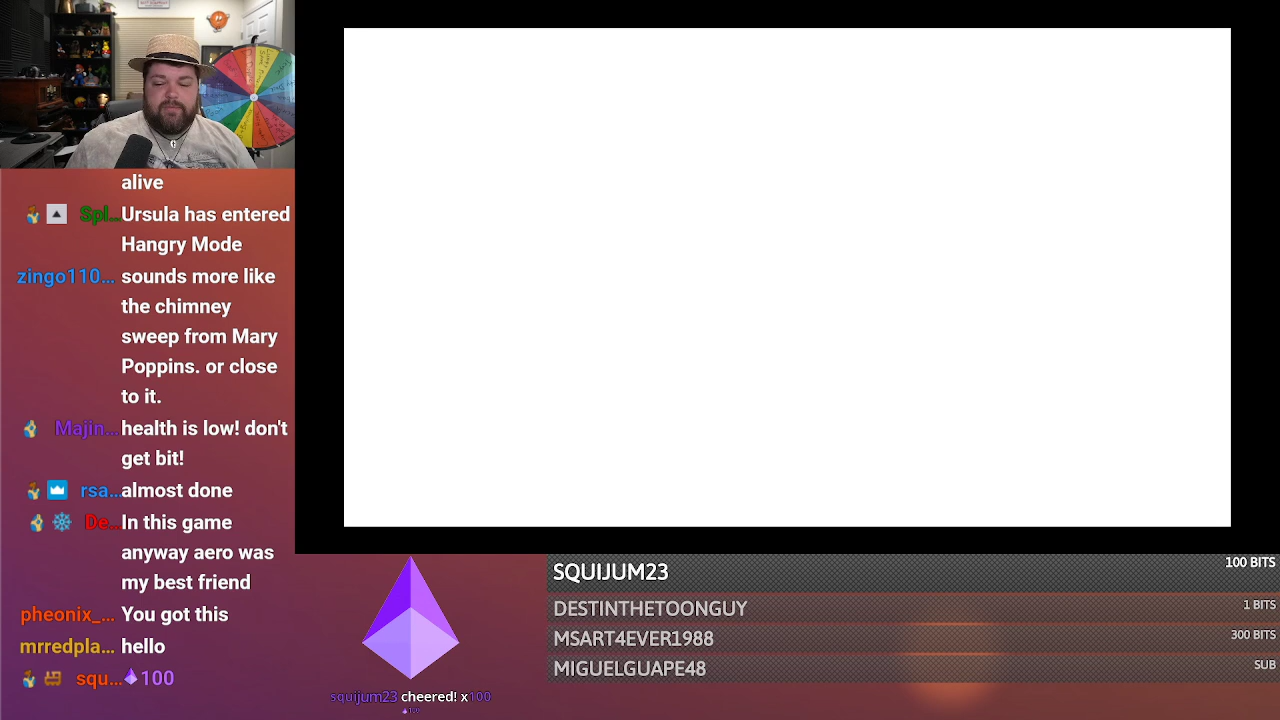 alive
Spl... Ursula has entered
Hangry Mode
zingo110... sounds more like
the chimney
sweep from Mary
Poppins. or close
to it.
Majin... health is low! don't
get bit!
rsa... almost done
De... In this game
anyway aero was
my best friend
pheonix_... You got this
mrredpla... hello
squ... 100
squijum23 cheered! x100
100
SQUIJUM23 100 BITS
DESTINTHETOONGUY 1 BITS
MSART4EVER1988 300 BITS
MIGUELGUAPE48 SUB